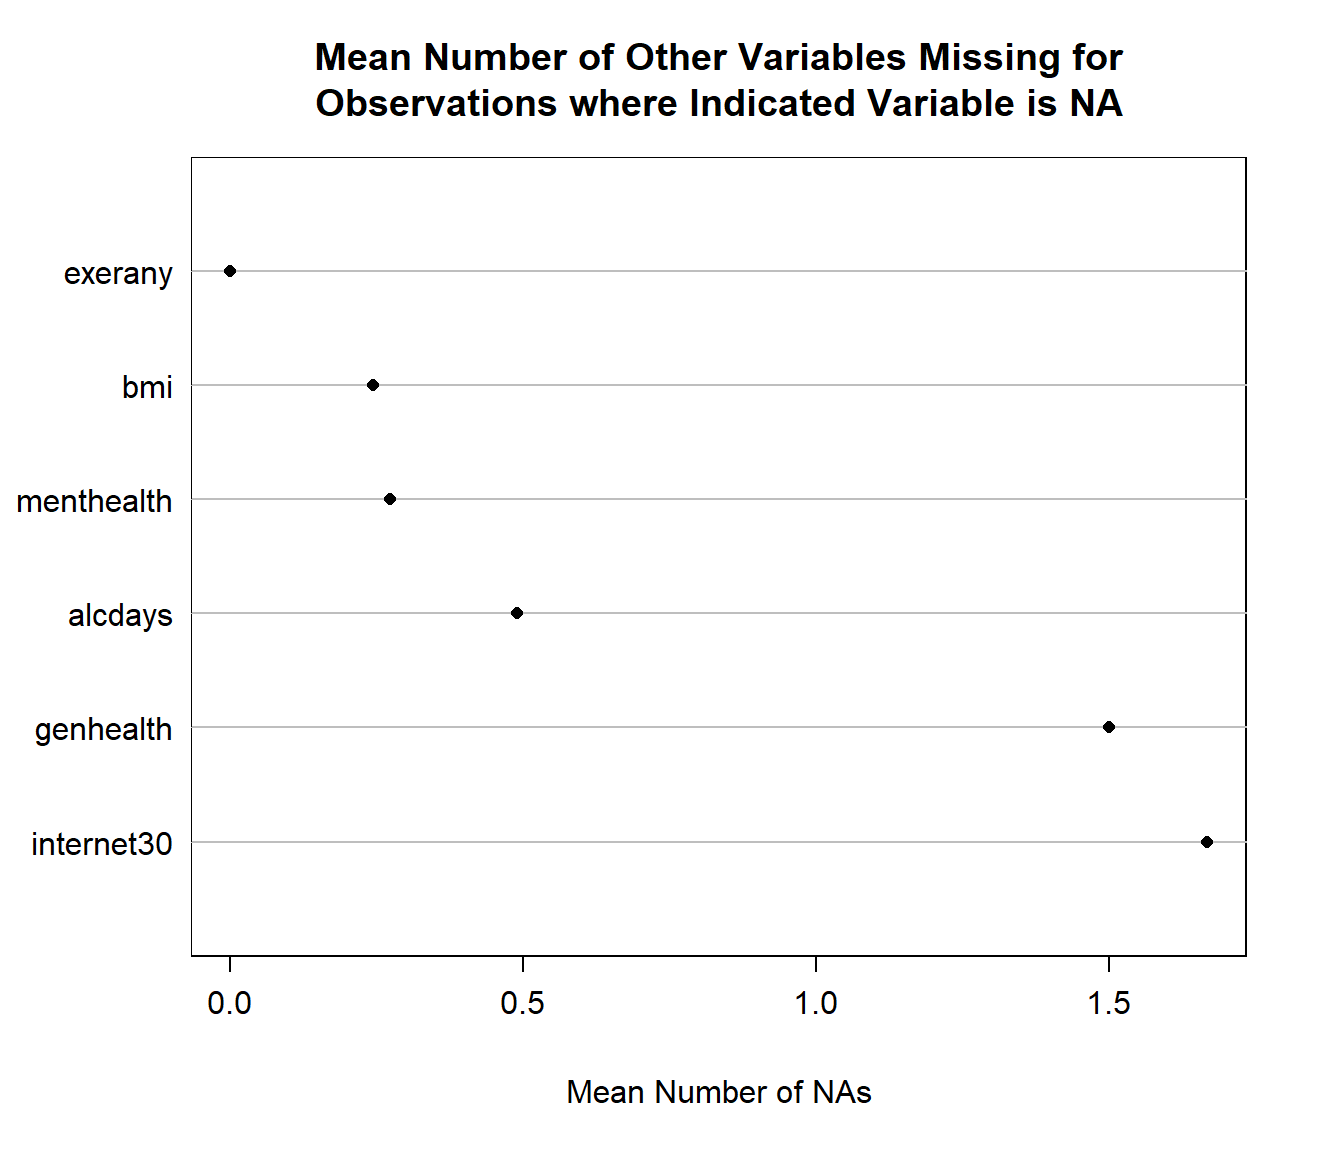 Mean Number of Other Variables Missing for
Observations where Indicated Variable is NA
exerany
bmi
menthealth
alcdays
genhealth
internet30
0.0 0.5 1.0 1.5
Mean Number of NAs